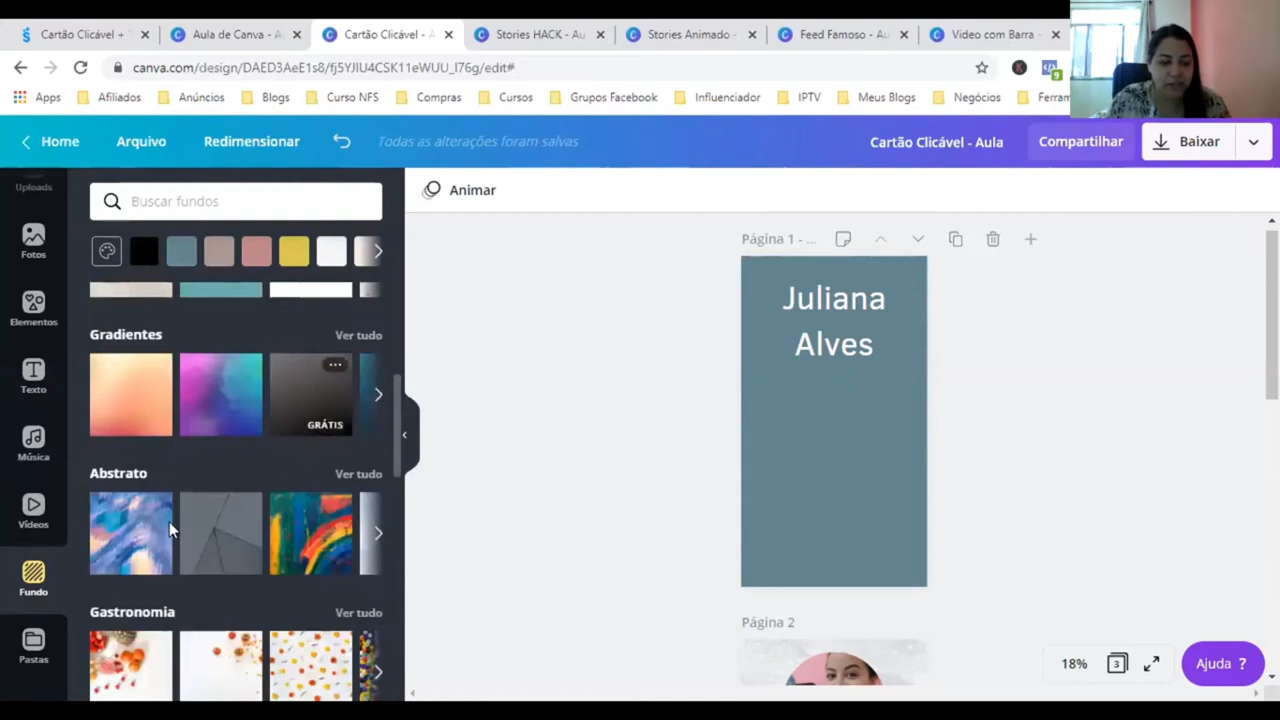 Cartão Clicável + T
Aula de Canva - A
Cartão Clicável - A
Stories HACK - Au
Stories Animado -
Feed Famoso - Au
Video com Barra -
canva.com/design/DAED3AeE1s8/fj5YJIU4CSK11eWUU_l76g/edit#
K
9
Apps
Afiliados
Anúncios
Blogs
Curso NFS
Compras
Cursos
Grupos Facebook
Influenciador
IPTV
Meus Blogs
Negócios
Ferram
Home
Arquivo
Redimensionar
Todas as alterações foram salvas
Cartão Clicável - Aula
Compartilhar
Baixar
Uploads
Fotos
Elementos
Texto
Música
Vídeos
Fundo
Pastas
Buscar fundos
Gradientes
Ver tudo
GRÁTIS
Abstrato
Ver tudo
Gastronomia
Ver tudo
Animar
Página 1 - ...
Juliana
Alves
Página 2
18%
3
Ajuda ?